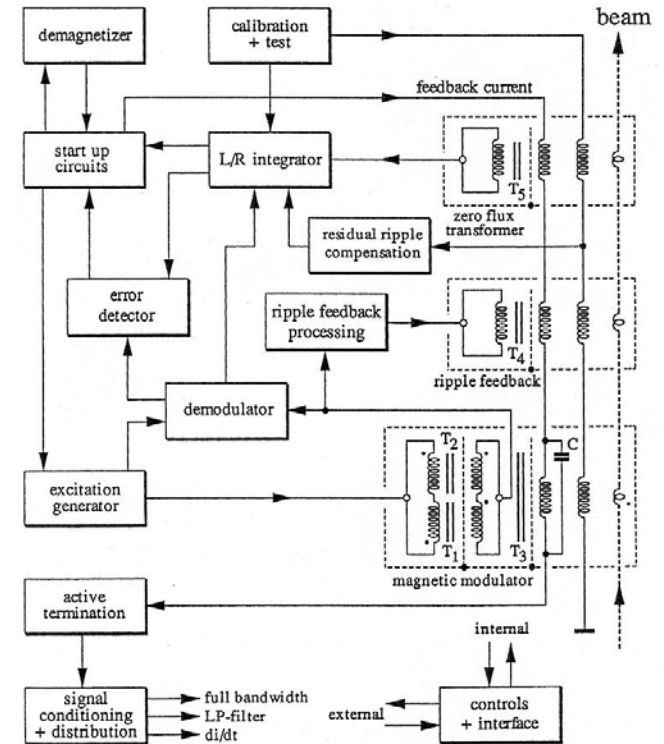 beam
demagnetizer
calibration
+ test
feedback current
start up
circuits
L/R integrator
T5
zero flux
transformer
residual ripple
compensation
error
detector
ripple feedback
processing
T4
ripple feedback
demodulator
T2
C
excitation
generator
T1
T3
magnetic modulator
active
termination
internal
signal
conditioning
+ distribution
full bandwidth
LP-filter
di/dt
external
controls
+ interface